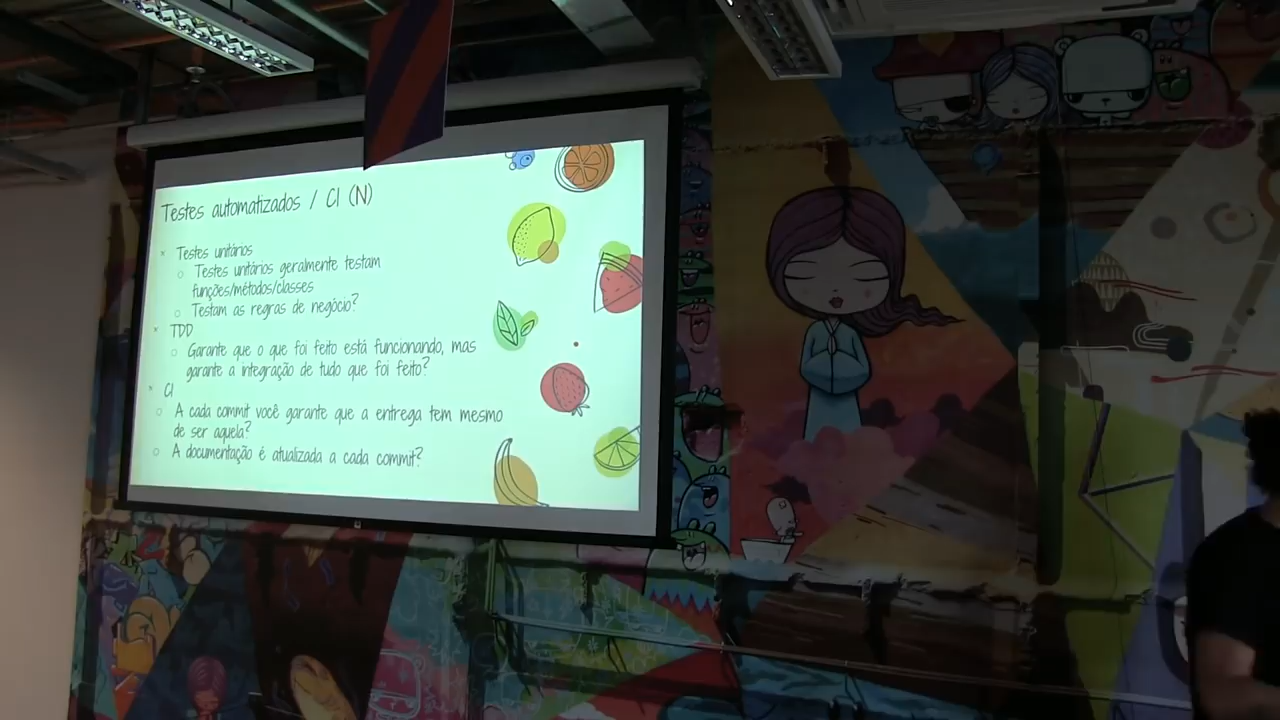 Testes automatizados / CI (N)
Testes unitários
Testes unitários geralmente testam
funções/métodos/classes
Testam as regras de negócio?
TDD
Garante que o que foi feito está funcionando, mas
garante a integração de tudo que foi feito?
CI
A cada commit você garante que a entrega tem mesmo
de ser aquela?
A documentação é atualizada a cada commit?